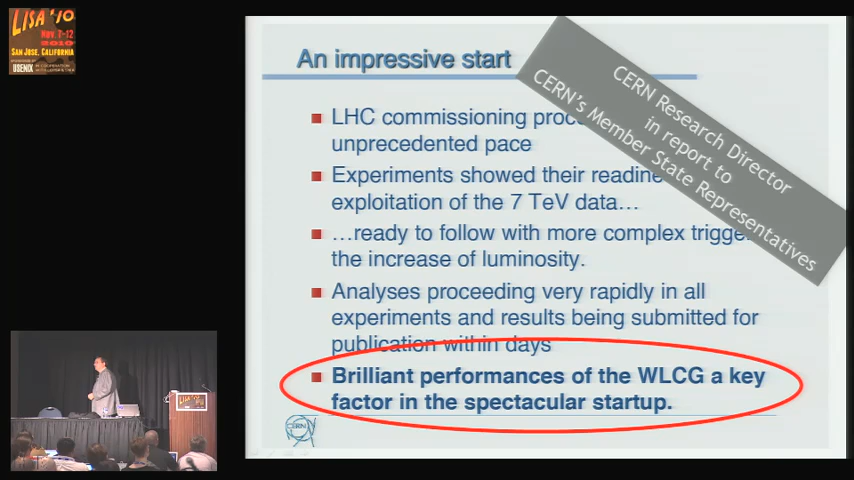 LISA '10
Nov. 7-12
2010
SAN JOSE, CALIFORNIA
USENIX
An impressive start
CERN Research Director
in report to
CERN's Member State Representatives
LHC commissioning
unprecedented pace
Experiments showed their
exploitation of the 7 TeV data…
…ready to follow with more complex
the increase of luminosity.
Analyses proceeding very rapidly in all
experiments and results being submitted for
publication within days
Brilliant performances of the WLCG a key
factor in the spectacular startup.
CERN
LISA '10